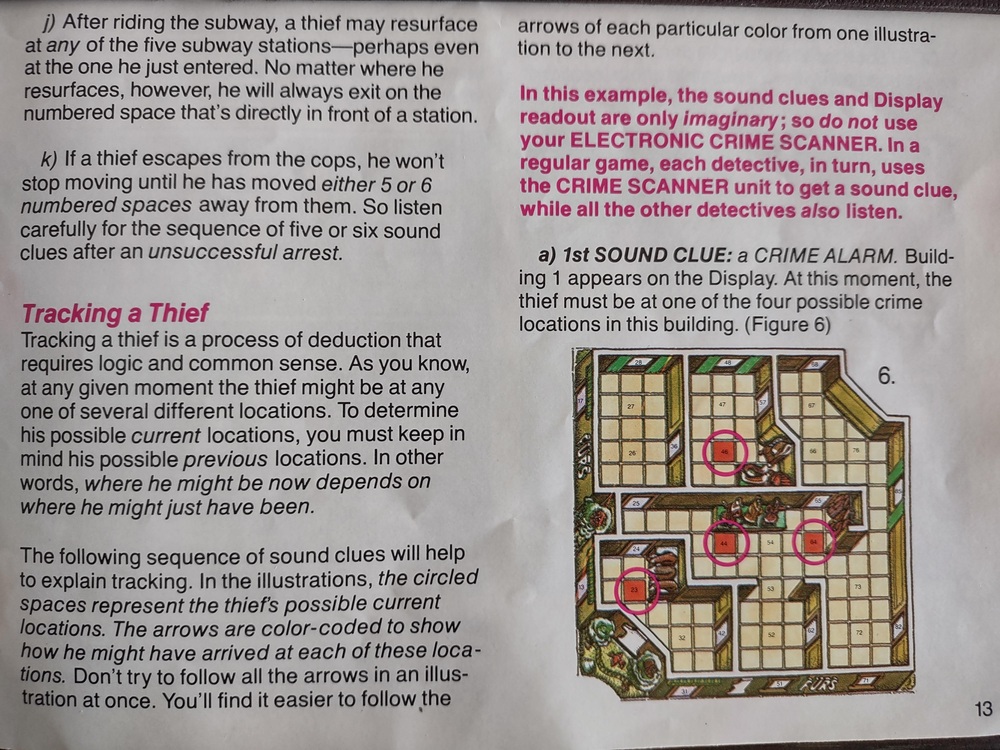 j) After riding the subway, a thief may resurface
at any of the five subway stations—perhaps even
at the one he just entered. No matter where he
resurfaces, however, he will always exit on the
numbered space that's directly in front of a station.
k) If a thief escapes from the cops, he won't
stop moving until he has moved either 5 or 6
numbered spaces away from them. So listen
carefully for the sequence of five or six sound
clues after an unsuccessful arrest.
Tracking a Thief
Tracking a thief is a process of deduction that
requires logic and common sense. As you know,
at any given moment the thief might be at any
one of several different locations. To determine
his possible current locations, you must keep in
mind his possible previous locations. In other
words, where he might be now depends on
where he might just have been.
The following sequence of sound clues will help
to explain tracking. In the illustrations, the circled
spaces represent the thief's possible current
locations. The arrows are color-coded to show
how he might have arrived at each of these loca-
tions. Don't try to follow all the arrows in an illus-
tration at once. You'll find it easier to follow the
arrows of each particular color from one illustra-
tion to the next.
In this example, the sound clues and Display
readout are only imaginary; so do not use
your ELECTRONIC CRIME SCANNER. In a
regular game, each detective, in turn, uses
the CRIME SCANNER unit to get a sound clue,
while all the other detectives also listen.
a) 1st SOUND CLUE: a CRIME ALARM. Build-
ing 1 appears on the Display. At this moment, the
thief must be at one of the four possible crime
locations in this building. (Figure 6)
6.
28 48 58
37 27 47 57 67
26 36 46 66 76
25 55
44 54 64
24
23 53 73
32 42 52 62 72 82
31 1 51 FURS 71
13